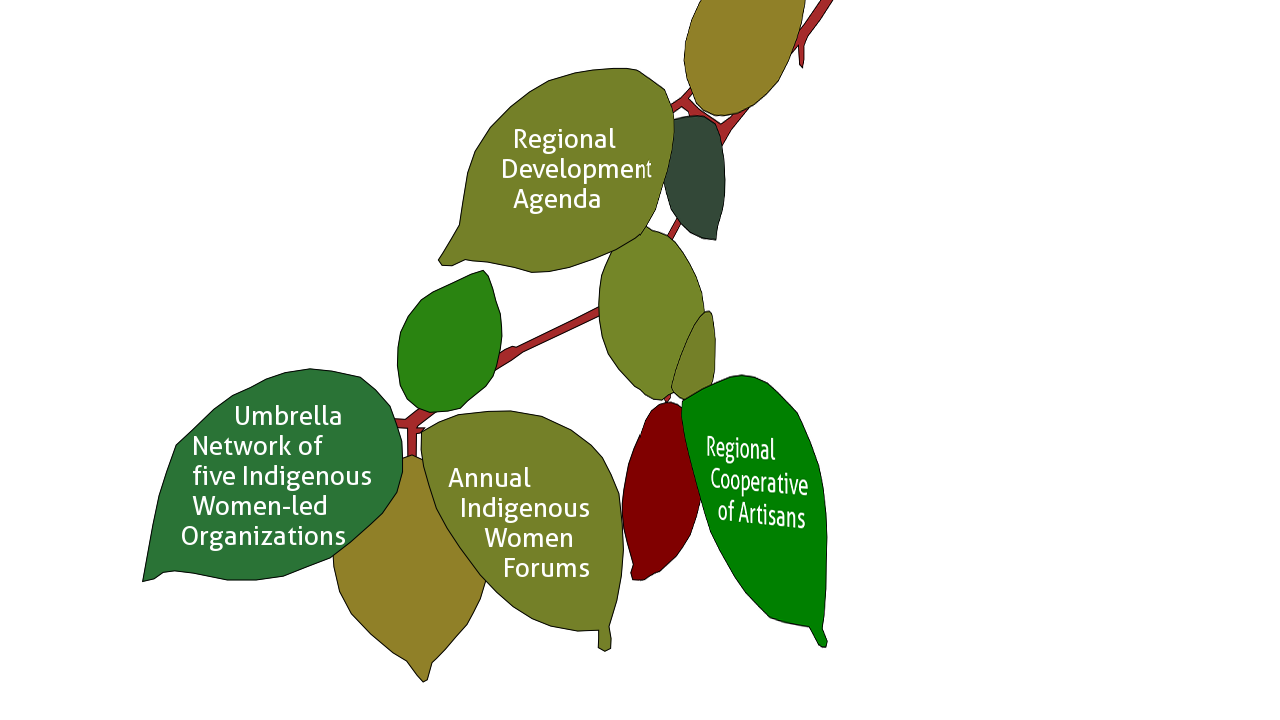 Regional
Development
Agenda
Umbrella
Network of
five Indigenous
Women-led
Organizations
Annual
Indigenous
Women
Forums
Regional
Cooperative
of Artisans